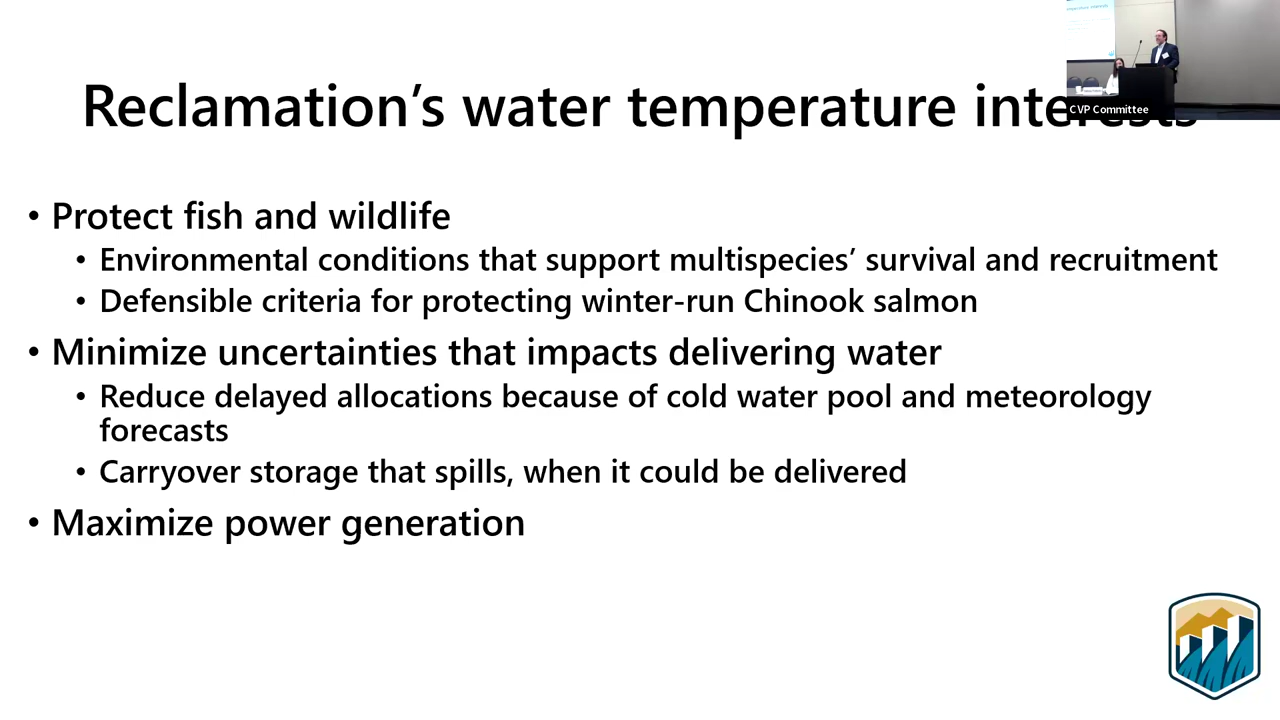 Reclamation's water temperature interests
CVP Committee
• Protect fish and wildlife
• Environmental conditions that support multispecies' survival and recruitment
• Defensible criteria for protecting winter-run Chinook salmon
• Minimize uncertainties that impacts delivering water
• Reduce delayed allocations because of cold water pool and meteorology
forecasts
• Carryover storage that spills, when it could be delivered
• Maximize power generation